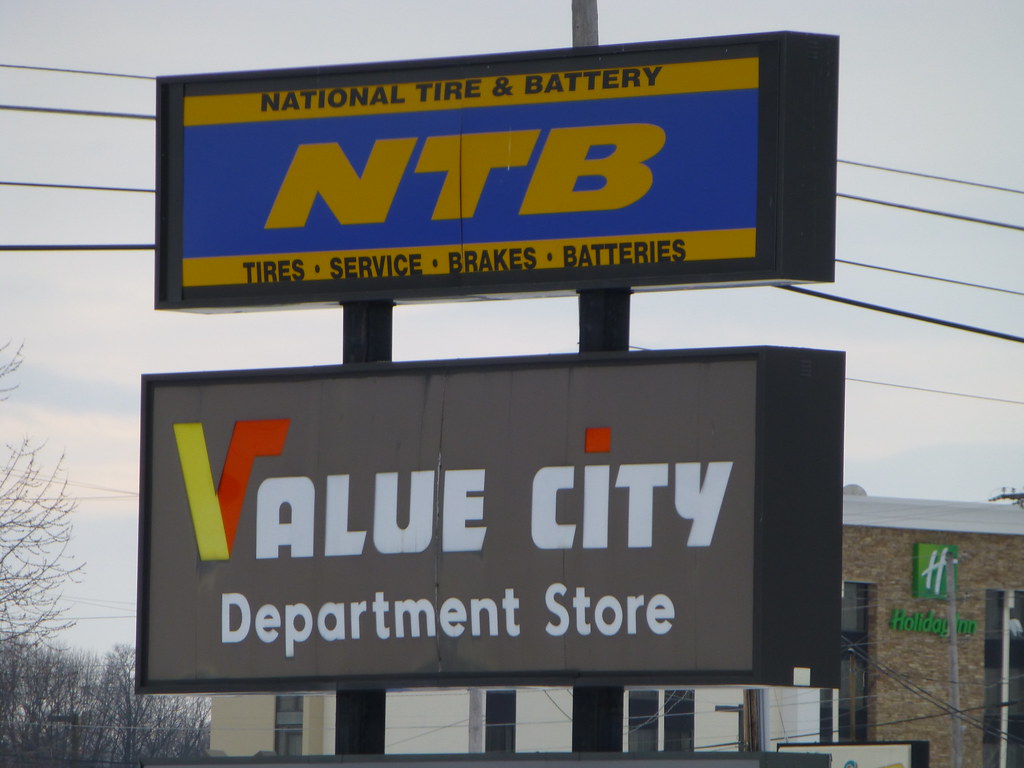 NATIONAL TIRE & BATTERY
NTB
TIRES · SERVICE · BRAKES · BATTERIES
VALUE CiTY
Department Store
H
Holiday Inn